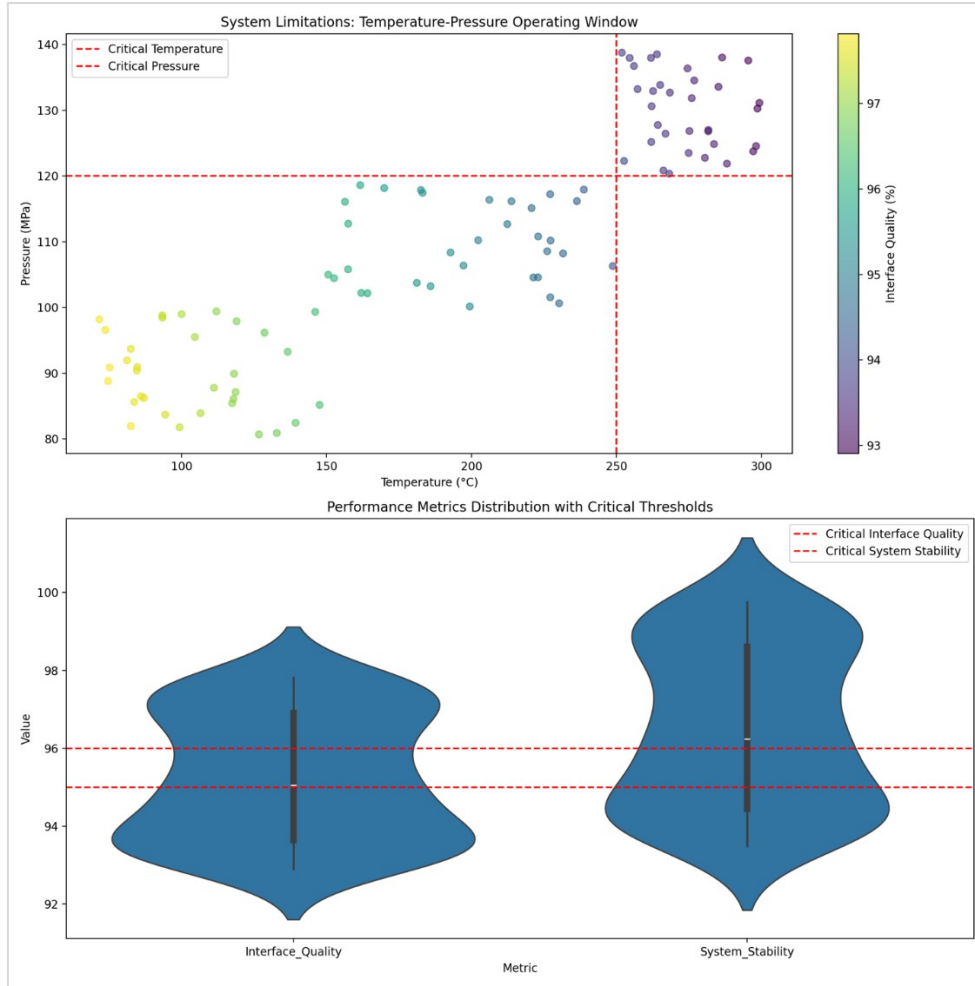 System Limitations: Temperature-Pressure Operating Window
Critical Temperature
Critical Pressure
140
130
120
110
100
90
80
Pressure (MPa)
100
150
200
250
300
Temperature (°C)
97
96
95
94
93
Interface Quality (%)
Performance Metrics Distribution with Critical Thresholds
Critical Interface Quality
Critical System Stability
100
98
96
94
92
Value
Interface_Quality
System_Stability
Metric